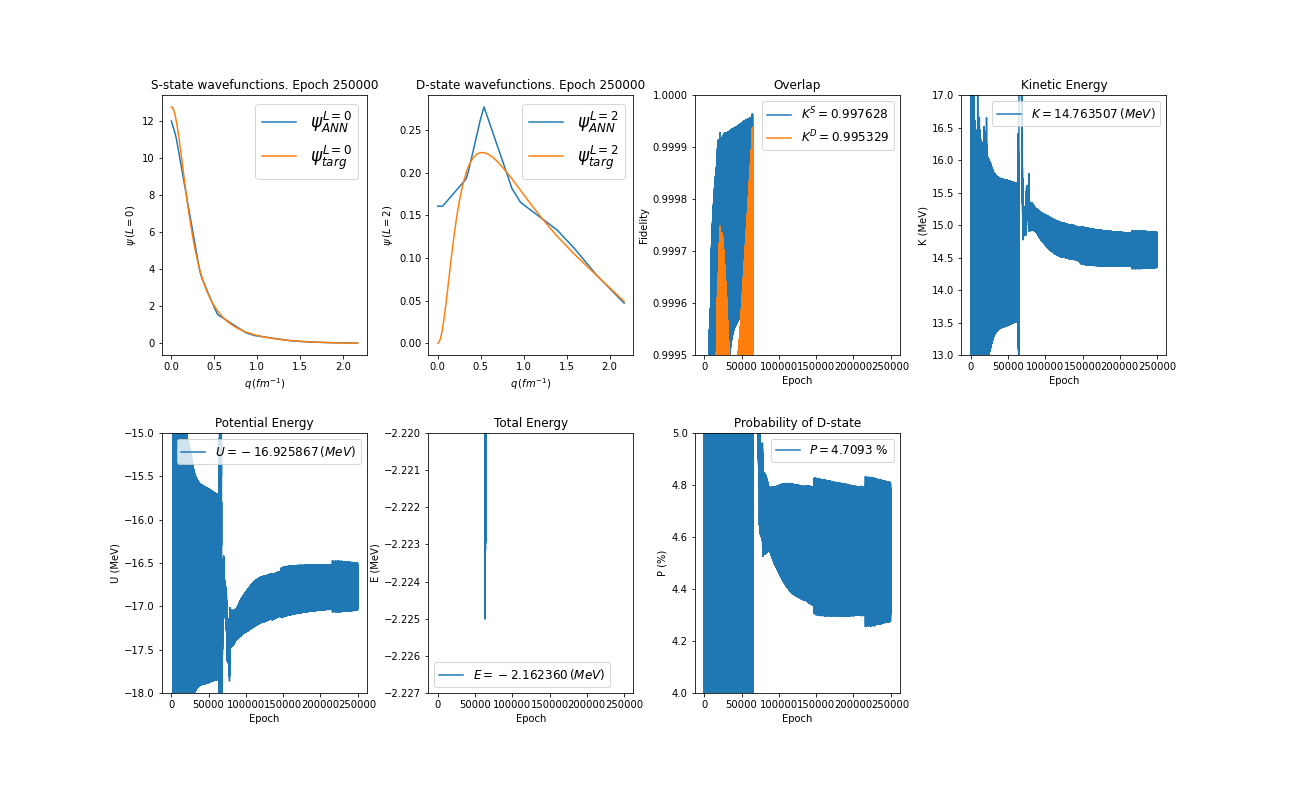 S-state wavefunctions. Epoch 250000
ψ(L=0)
12
10
8
6
4
2
0
ψ_{ANN}^{L=0}
ψ_{targ}^{L=0}
0.0 0.5 1.0 1.5 2.0
q(fm^{-1})
D-state wavefunctions. Epoch 250000
ψ(L=2)
0.25
0.20
0.15
0.10
0.05
0.00
ψ_{ANN}^{L=2}
ψ_{targ}^{L=2}
0.0 0.5 1.0 1.5 2.0
q(fm^{-1})
Overlap
Fidelity
1.0000
0.9999
0.9998
0.9997
0.9996
0.9995
K^S = 0.997628
K^D = 0.995329
0 50000 100000 150000 200000 250000
Epoch
Kinetic Energy
K (MeV)
17.0
16.5
16.0
15.5
15.0
14.5
14.0
13.5
13.0
K = 14.763507 (MeV)
0 50000 100000 150000 200000 250000
Epoch
Potential Energy
U (MeV)
−15.0
−15.5
−16.0
−16.5
−17.0
−17.5
−18.0
U = −16.925867 (MeV)
0 50000 100000 150000 200000 250000
Epoch
Total Energy
E (MeV)
−2.220
−2.221
−2.222
−2.223
−2.224
−2.225
−2.226
−2.227
E = −2.162360 (MeV)
0 50000 100000 150000 200000 250000
Epoch
Probability of D-state
P (%)
5.0
4.8
4.6
4.4
4.2
4.0
P = 4.7093 %
0 50000 100000 150000 200000 250000
Epoch